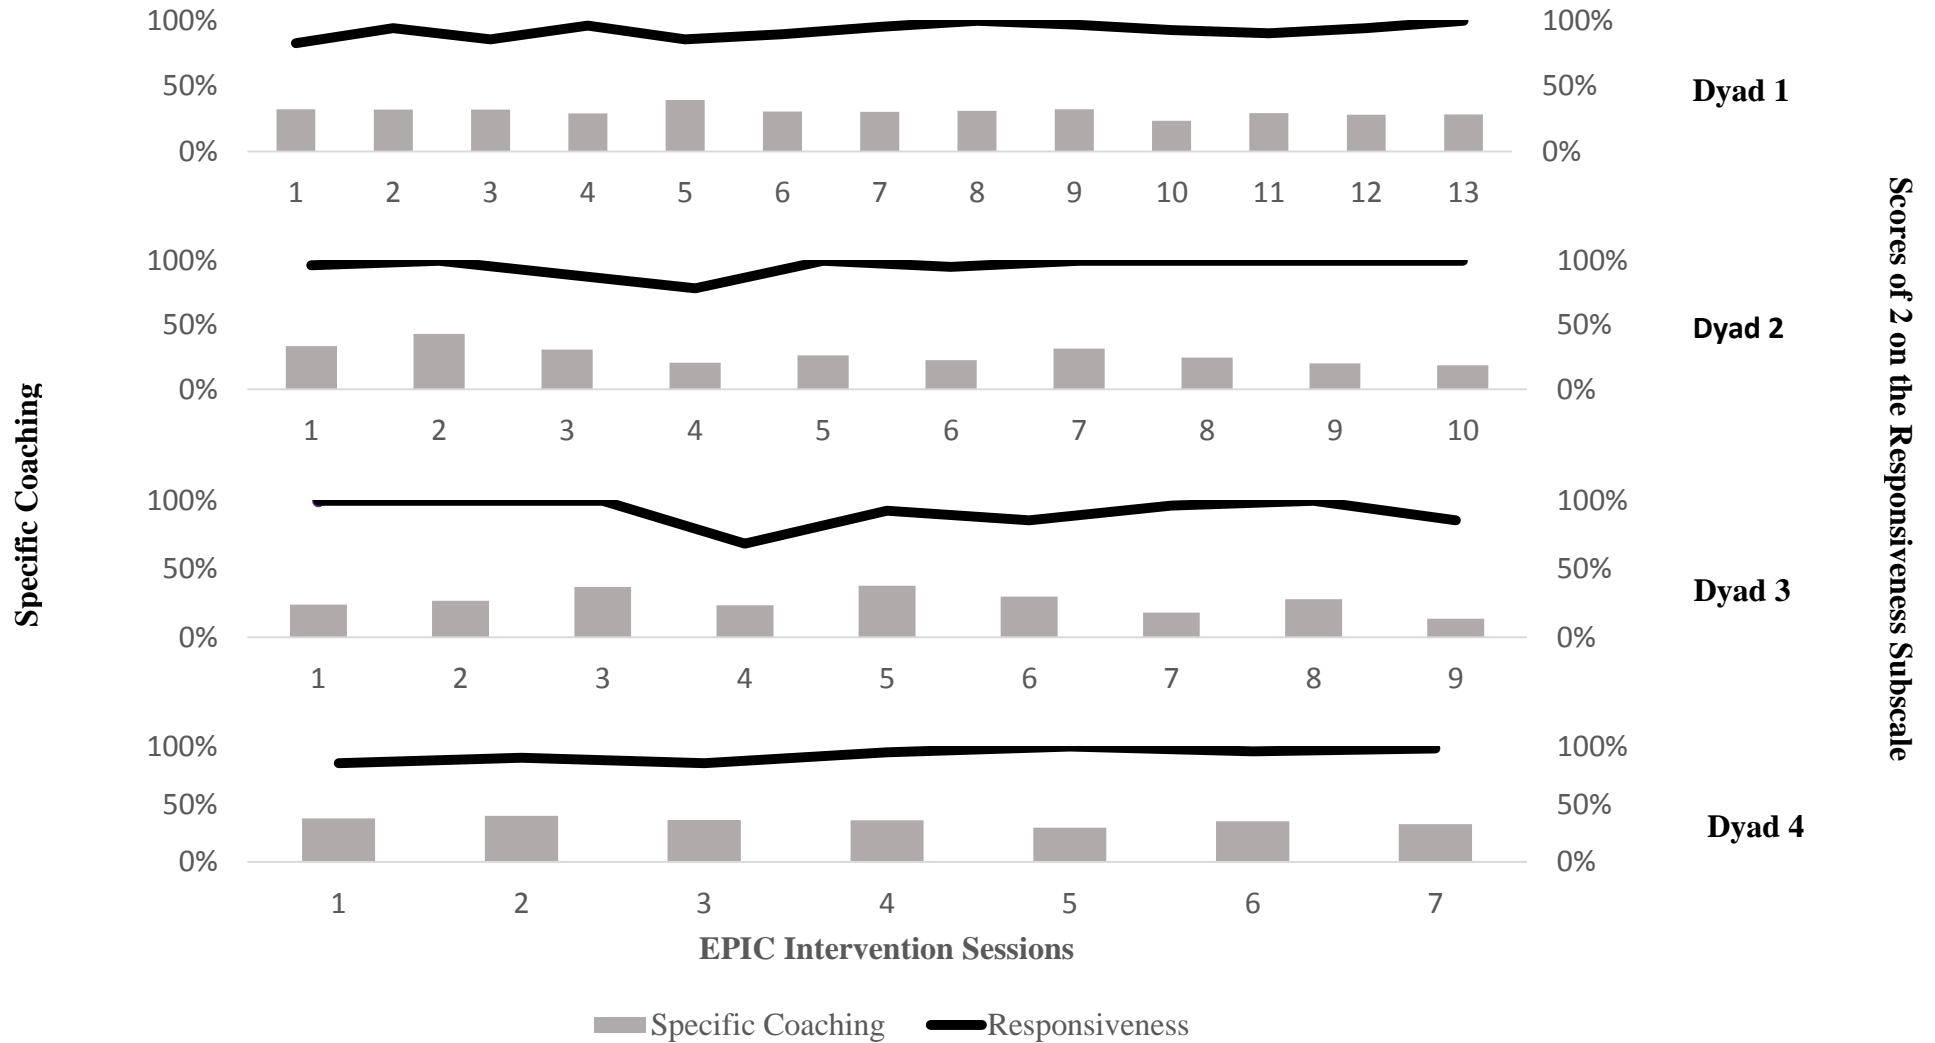 100%
50%
0%
100%
50%
0%
Dyad 1
1 2 3 4 5 6 7 8 9 10 11 12 13
100%
50%
0%
100%
50%
0%
Dyad 2
1 2 3 4 5 6 7 8 9 10
100%
50%
0%
100%
50%
0%
Dyad 3
1 2 3 4 5 6 7 8 9
100%
50%
0%
100%
50%
0%
Dyad 4
1 2 3 4 5 6 7
Specific Coaching
Scores of 2 on the Responsiveness Subscale
EPIC Intervention Sessions
Specific Coaching Responsiveness